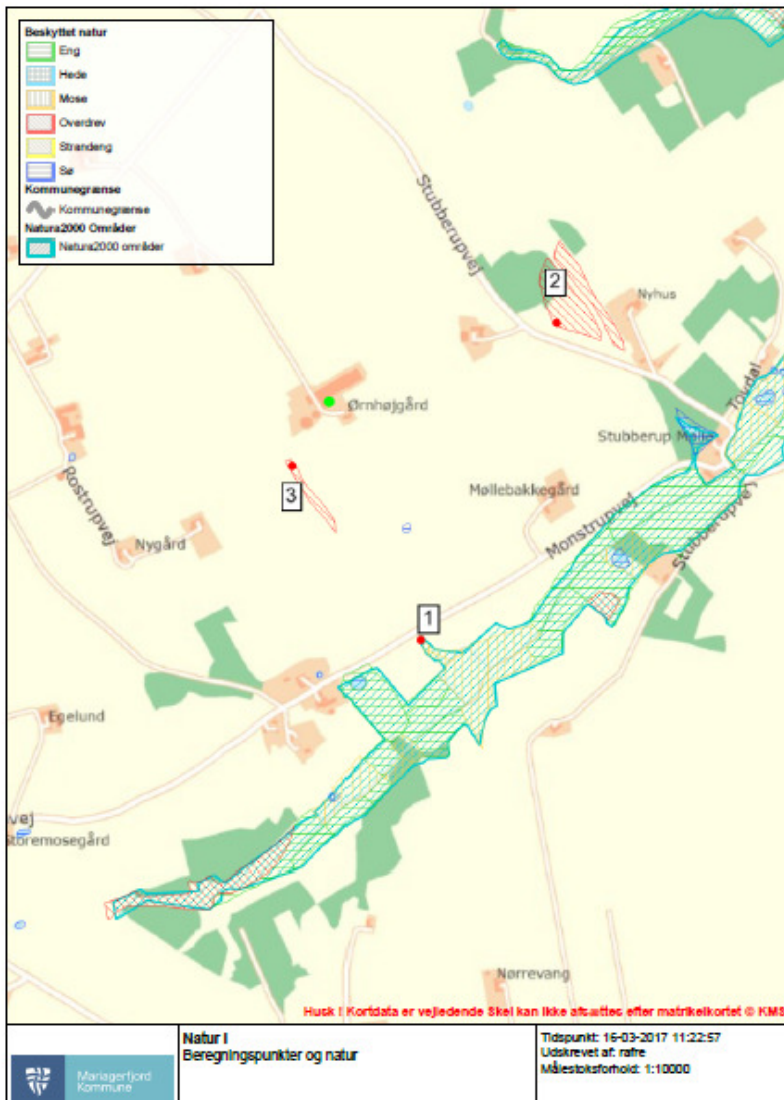 Beskyttet natur
Eng
Hede
Mose
Overdrev
Strandeng
Sø
Kommunegrænse
Kommunegrænse
Natura2000 Områder
Natura2000 områder
Stubberupvej
2
Nyhus
Tovdal
Ørnhøjgård
Stubberup Mølle
Rostrupvej
3
Møllebakkegård
Monstrupvej
Stubberupvej
Nygård
1
Egelund
vej
Storemosegård
Nørrevang
Husk ! Kortdata er vejledende Skel kan ikke afsættes efter matrikelkortet © KMS
Mariagerfjord
Kommune
Natur I
Beregningspunkter og natur
Tidspunkt: 16-03-2017 11:22:57
Udskrevet af: rafre
Målestoksforhold: 1:10000